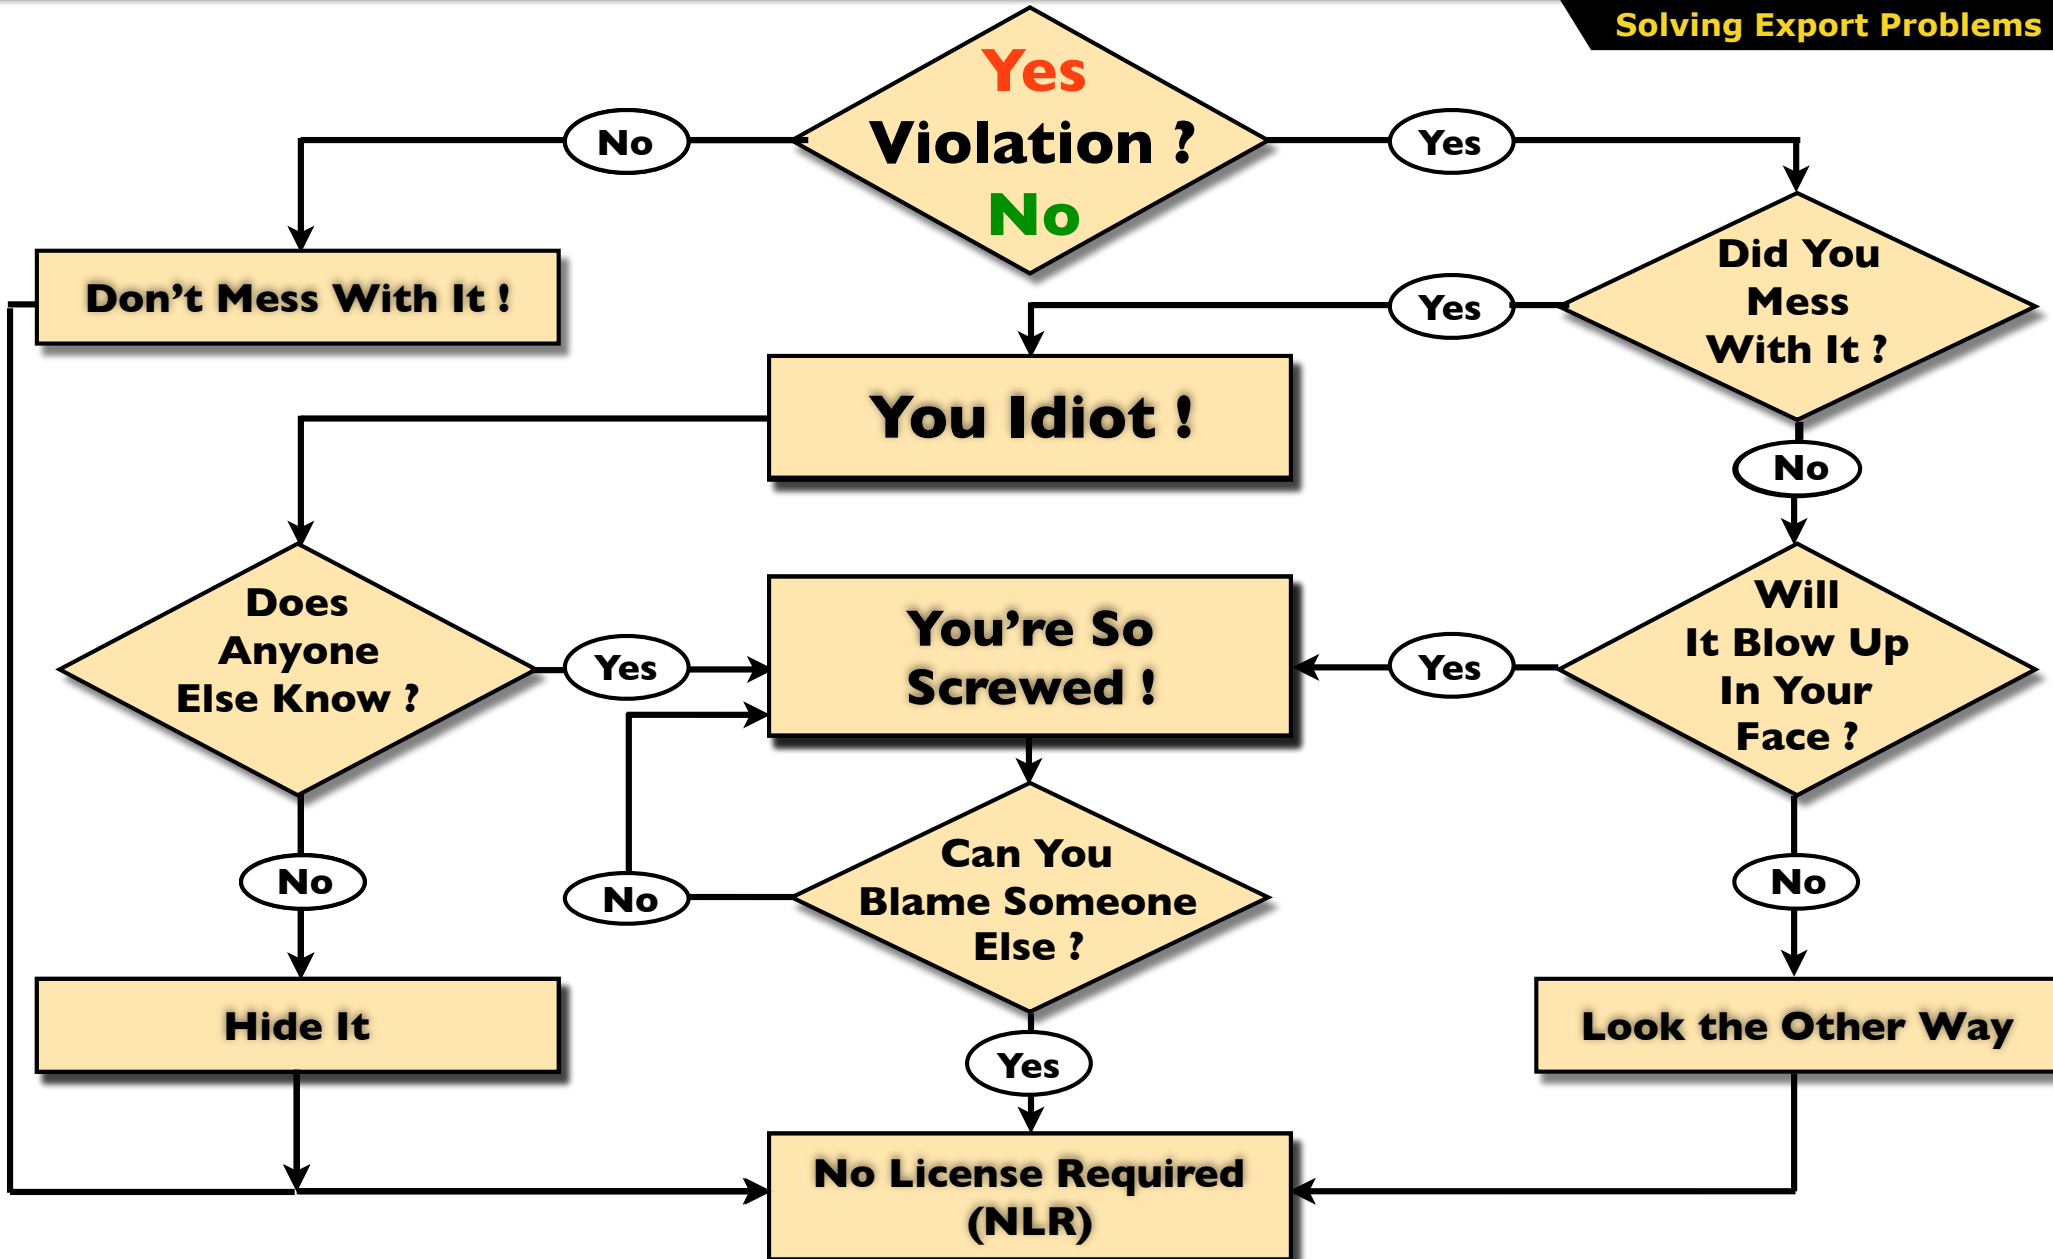 Solving Export Problems
Yes
Violation ?
No
No
Yes
Don’t Mess With It !
Did You
Mess
With It ?
Yes
You Idiot !
No
Does
Anyone
Else Know ?
Yes
You’re So
Screwed !
Yes
Will
It Blow Up
In Your
Face ?
No
No
Can You
Blame Someone
Else ?
No
Hide It
Yes
Look the Other Way
No License Required
(NLR)